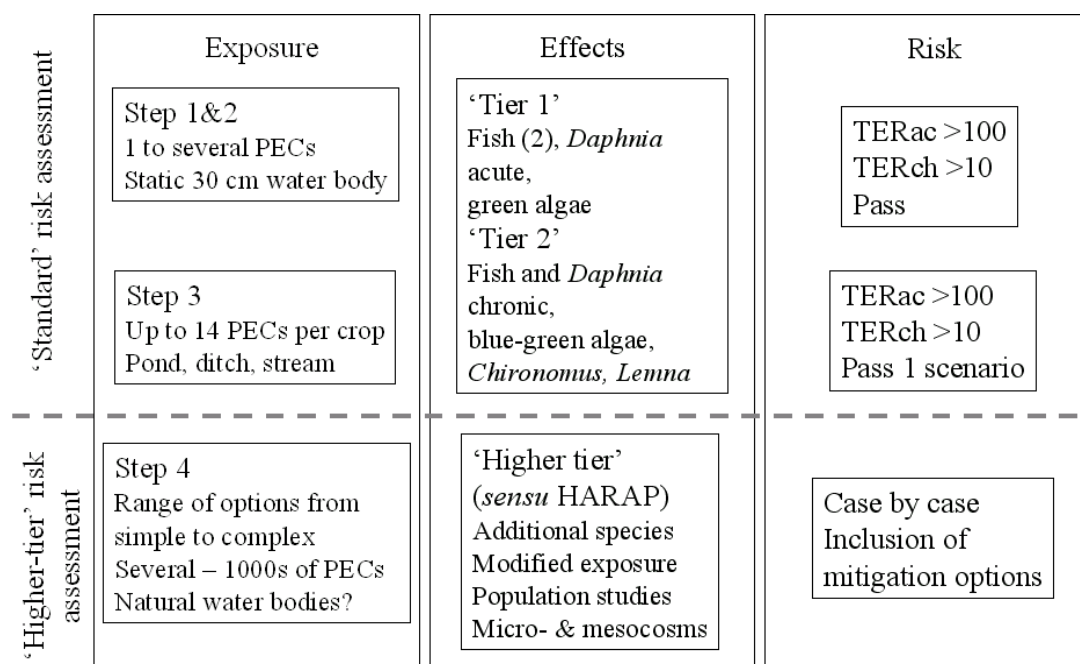 'Standard' risk assessment
'Higher-tier' risk
assessment
Exposure
Step 1&2
1 to several PECs
Static 30 cm water body
Step 3
Up to 14 PECs per crop
Pond, ditch, stream
Step 4
Range of options from
simple to complex
Several – 1000s of PECs
Natural water bodies?
Effects
'Tier 1'
Fish (2), Daphnia
acute,
green algae
'Tier 2'
Fish and Daphnia
chronic,
blue-green algae,
Chironomus, Lemna
'Higher tier'
(sensu HARAP)
Additional species
Modified exposure
Population studies
Micro- & mesocosms
Risk
TERac >100
TERch >10
Pass
TERac >100
TERch >10
Pass 1 scenario
Case by case
Inclusion of
mitigation options